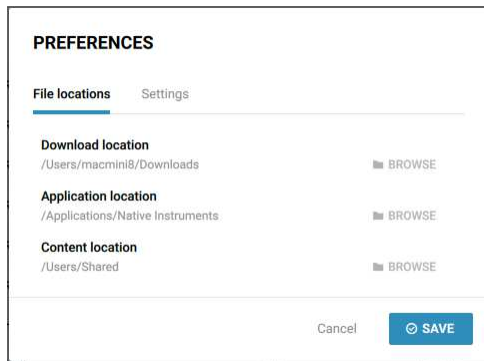 PREFERENCES
File locations Settings
Download location
/Users/macmini8/Downloads BROWSE
Application location
/Applications/Native Instruments BROWSE
Content location
/Users/Shared BROWSE
Cancel SAVE